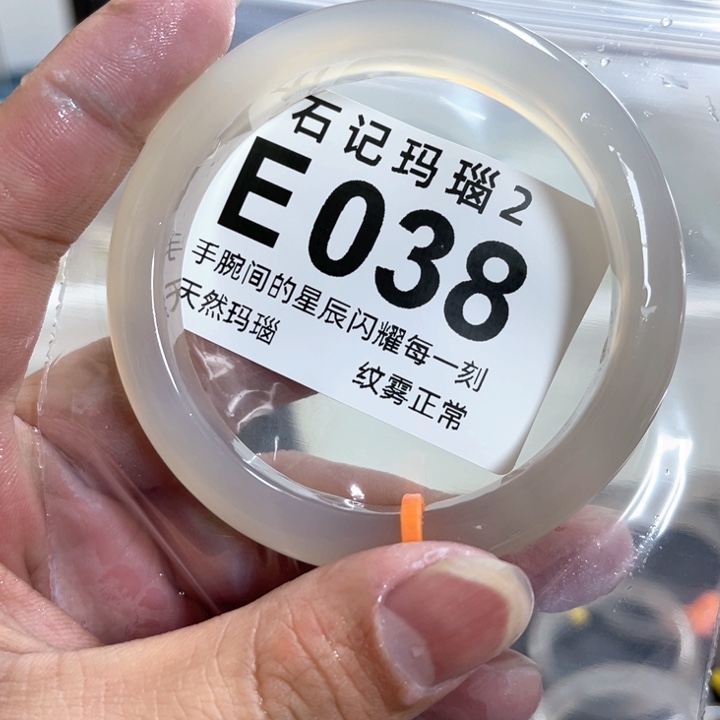 石记玛瑙2
E038
手腕间的星辰闪耀每一刻
天然玛瑙
纹雾正常